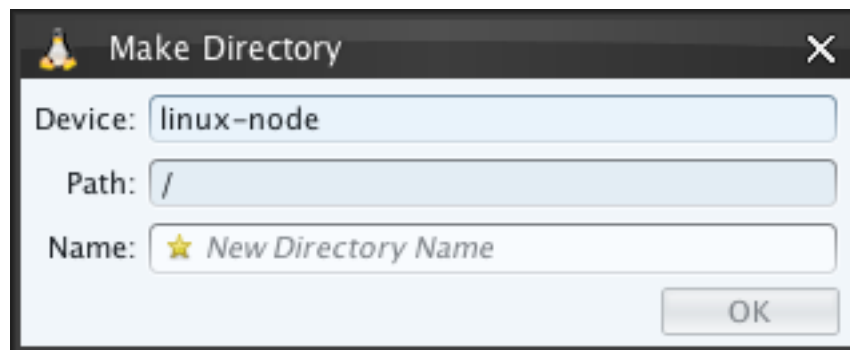 Make Directory
Device: linux-node
Path: /
Name: New Directory Name
OK